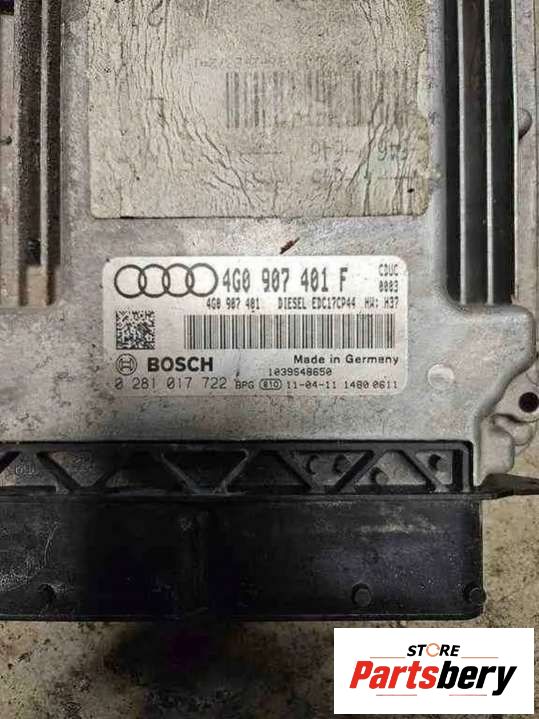 4G0 907 401 F
CDUC
0003
4G0 907 401 DIESEL EDC17CP44 HW: H37
BOSCH
Made in Germany
1039S48650
0 281 017 722 BPG 810 11-04-11 1480 0611
STORE
Partsbery